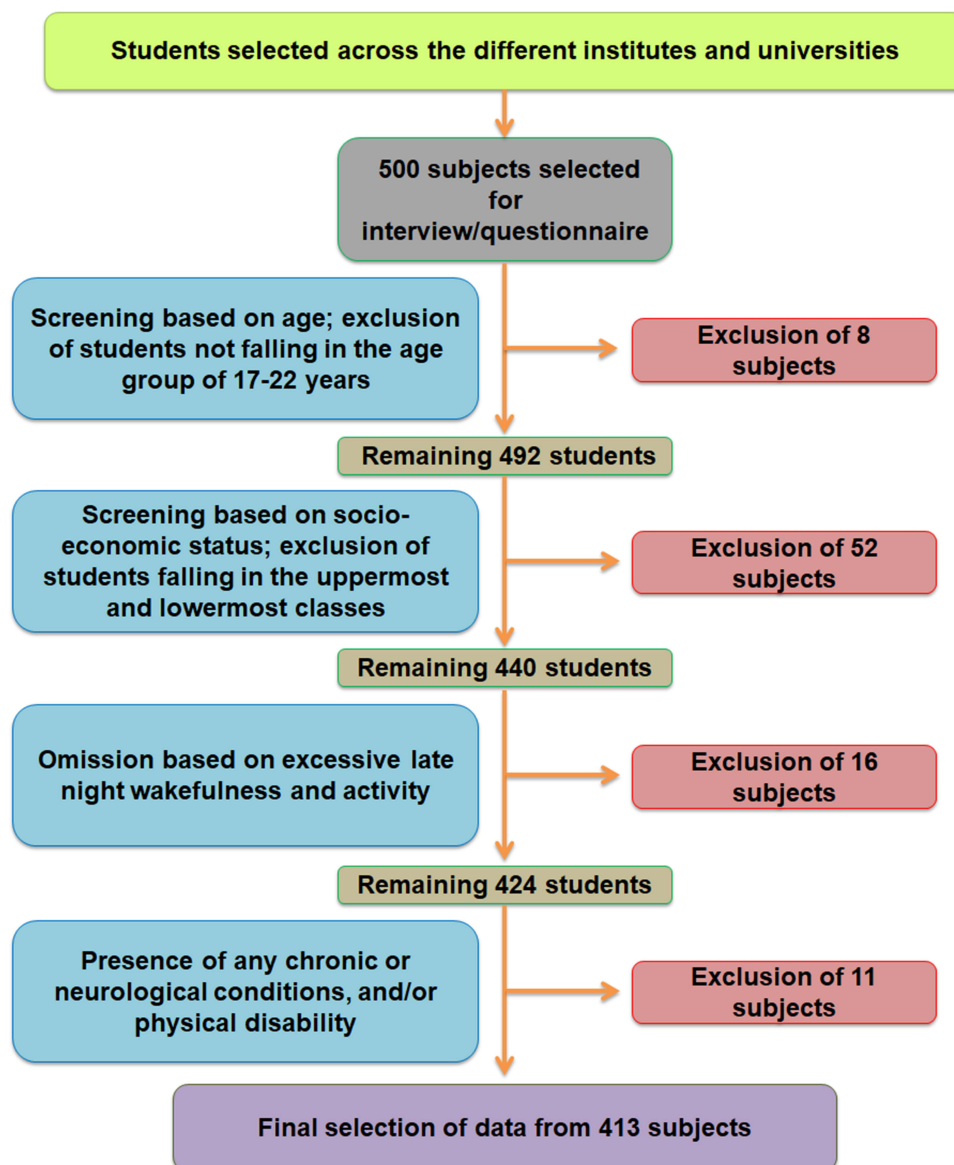 Students selected across the different institutes and universities
500 subjects selected
for
interview/questionnaire
Screening based on age; exclusion
of students not falling in the age
group of 17-22 years
Exclusion of 8
subjects
Remaining 492 students
Screening based on socio-
economic status; exclusion of
students falling in the uppermost
and lowermost classes
Exclusion of 52
subjects
Remaining 440 students
Omission based on excessive late
night wakefulness and activity
Exclusion of 16
subjects
Remaining 424 students
Presence of any chronic or
neurological conditions, and/or
physical disability
Exclusion of 11
subjects
Final selection of data from 413 subjects